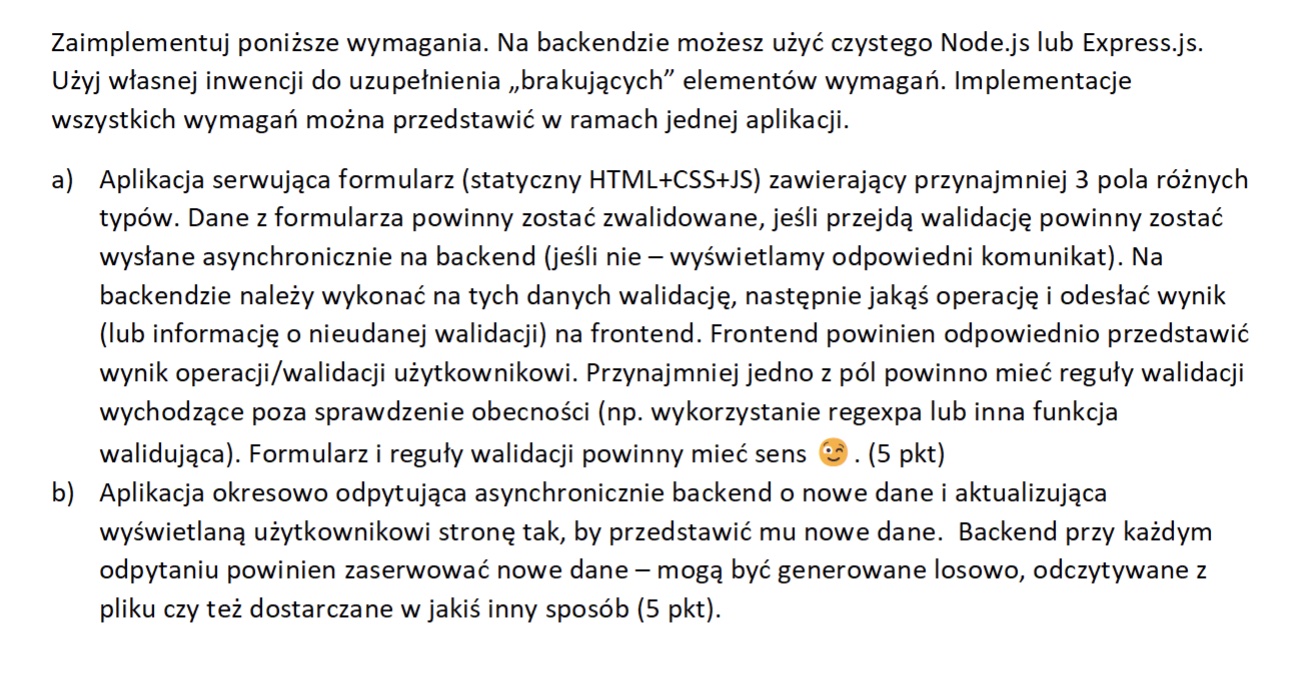 Zaimplementuj poniższe wymagania. Na backendzie możesz użyć czystego Node.js lub Express.js.
Użyj własnej inwencji do uzupełnienia „brakujących” elementów wymagań. Implementacje
wszystkich wymagań można przedstawić w ramach jednej aplikacji.
a) Aplikacja serwująca formularz (statyczny HTML+CSS+JS) zawierający przynajmniej 3 pola różnych
typów. Dane z formularza powinny zostać zwalidowane, jeśli przejdą walidację powinny zostać
wysłane asynchronicznie na backend (jeśli nie – wyświetlamy odpowiedni komunikat). Na
backendzie należy wykonać na tych danych walidację, następnie jakąś operację i odesłać wynik
(lub informację o nieudanej walidacji) na frontend. Frontend powinien odpowiednio przedstawić
wynik operacji/walidacji użytkownikowi. Przynajmniej jedno z pól powinno mieć reguły walidacji
wychodzące poza sprawdzenie obecności (np. wykorzystanie regexpa lub inna funkcja
walidująca). Formularz i reguły walidacji powinny mieć sens 😉. (5 pkt)
b) Aplikacja okresowo odpytująca asynchronicznie backend o nowe dane i aktualizująca
wyświetlaną użytkownikowi stronę tak, by przedstawić mu nowe dane.  Backend przy każdym
odpytaniu powinien zaserwować nowe dane – mogą być generowane losowo, odczytywane z
pliku czy też dostarczane w jakiś inny sposób (5 pkt).